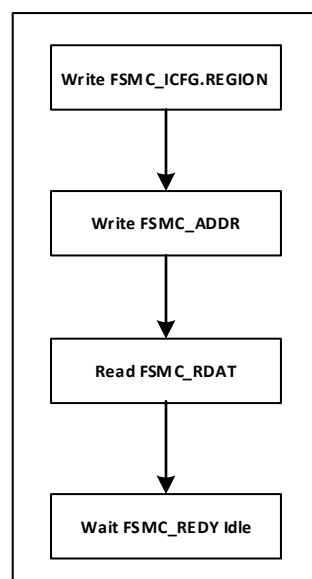 Write FSMC_ICFG.REGION
Write FSMC_ADDR
Read FSMC_RDAT
Wait FSMC_REDY Idle